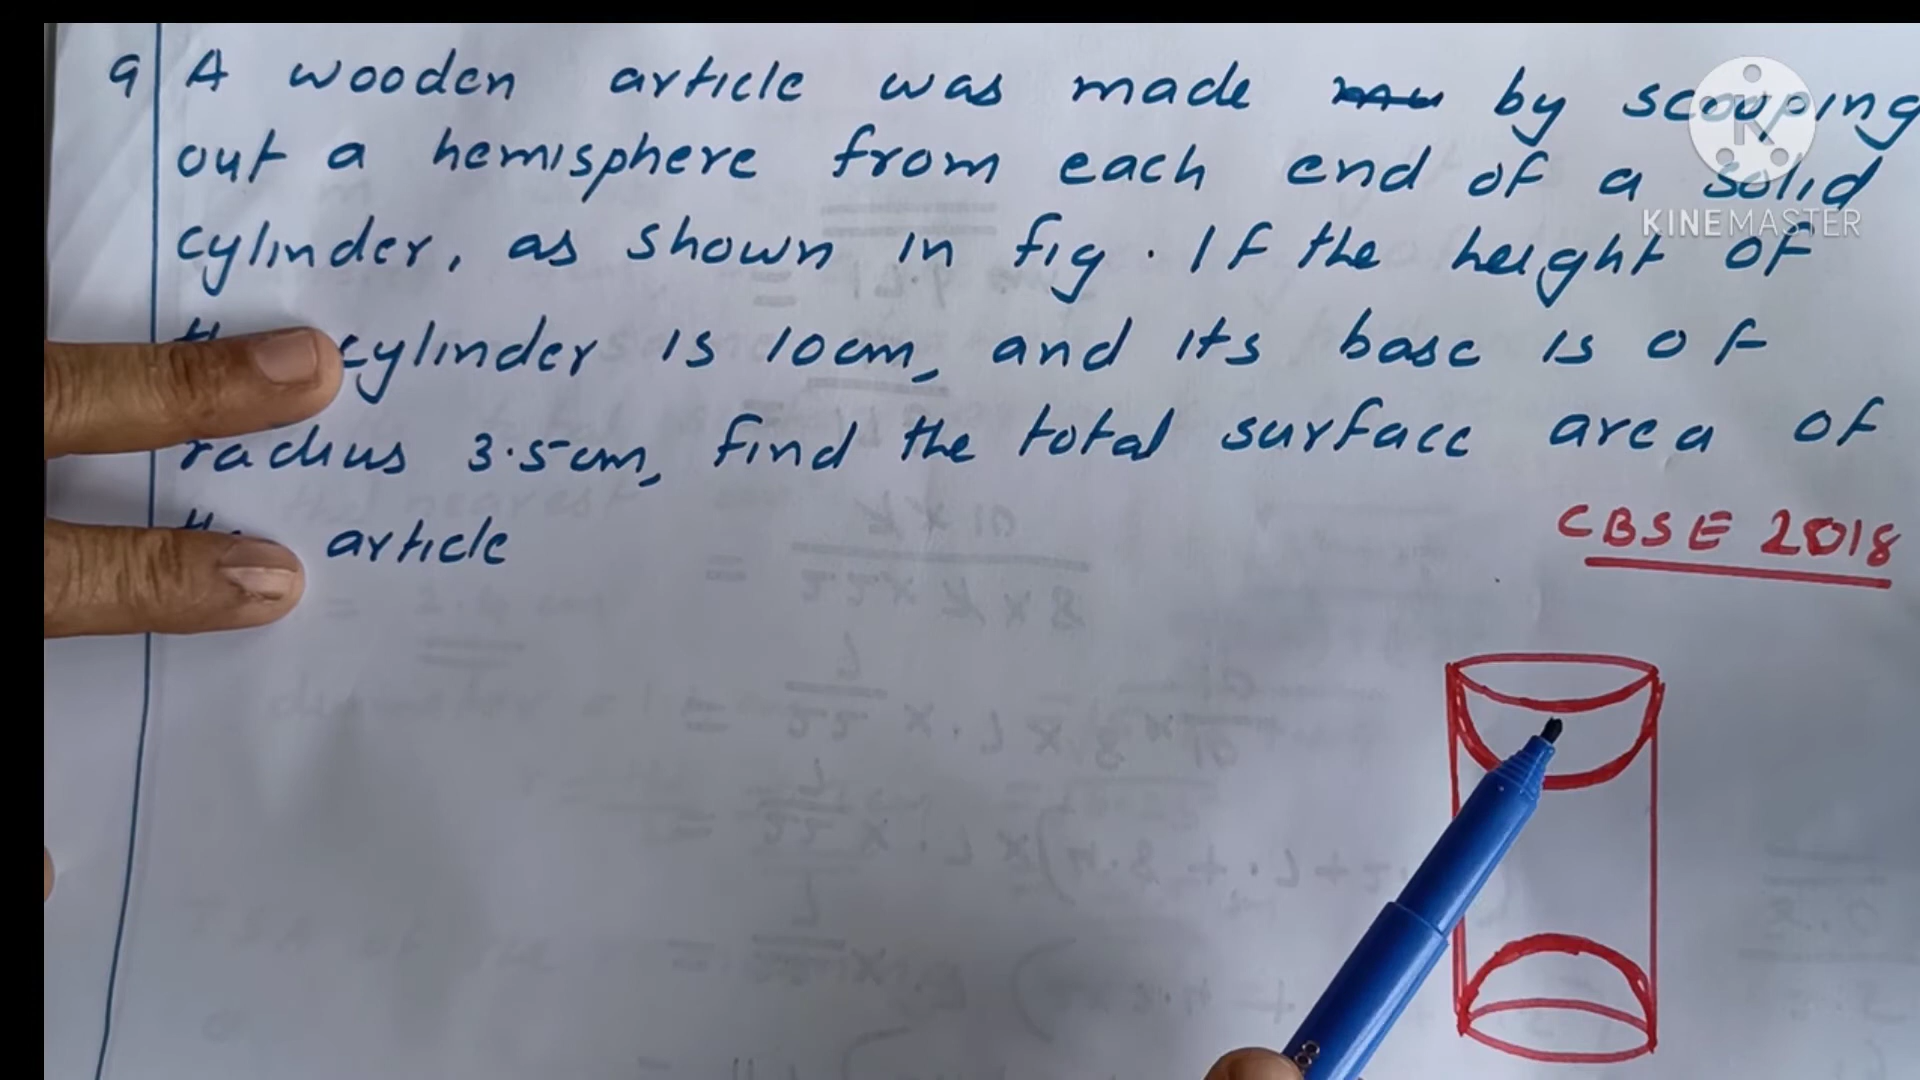 9 A wooden article was made by scouping
out a hemisphere from each end of a solid
cylinder, as shown in fig. If the height of
cylinder is 10cm, and its base is of
radius 3.5cm, find the total surface area of
article
CBSE 2018
K
KINEMASTER